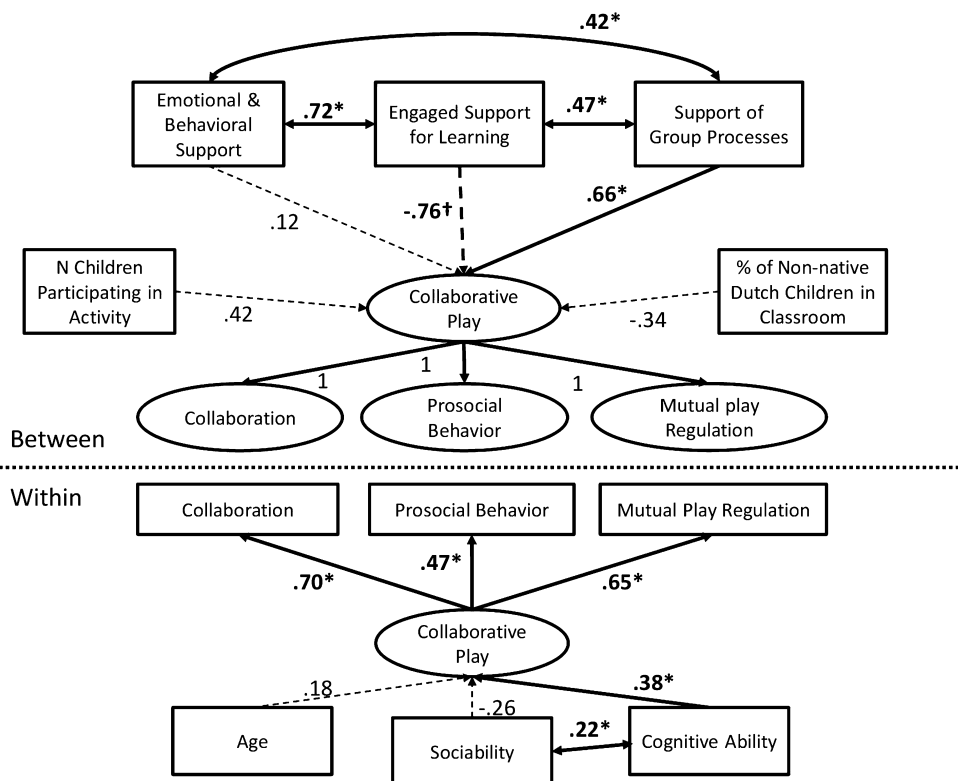 .42*
Emotional &
Behavioral
Support
.72*
Engaged Support
for Learning
.47*
Support of
Group Processes
.12
-.76†
.66*
N Children
Participating in
Activity
.42
Collaborative
Play
-.34
% of Non-native
Dutch Children in
Classroom
1
1
1
Collaboration
Prosocial
Behavior
Mutual play
Regulation
Between
Within
Collaboration
Prosocial Behavior
Mutual Play Regulation
.70*
.47*
.65*
Collaborative
Play
.18
-.26
.38*
Age
Sociability
.22*
Cognitive Ability